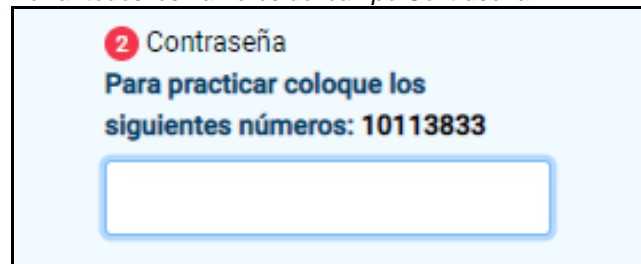 2 Contraseña
Para practicar coloque los
siguientes números: 10113833